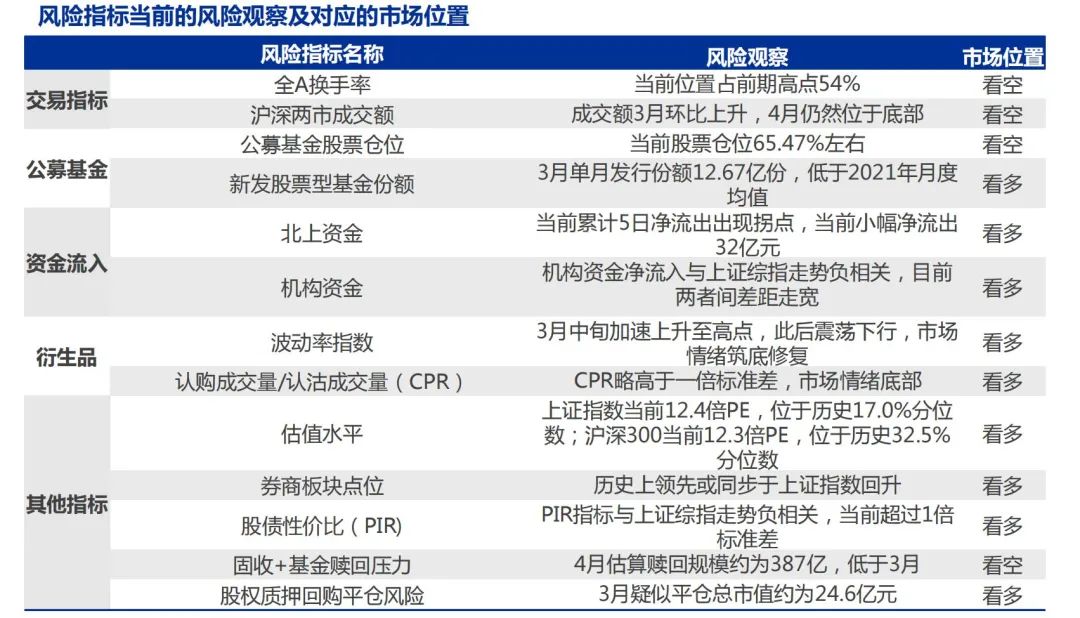 风险指标当前的风险观察及对应的市场位置
风险指标名称 风险观察 市场位置
交易指标
全A换手率 当前位置占前期高点54% 看空
沪深两市成交额 成交额3月环比上升，4月仍然位于底部 看空
公募基金
公募基金股票仓位 当前股票仓位65.47%左右 看空
新发股票型基金份额 3月单月发行份额12.67亿份，低于2021年月度
均值 看多
资金流入
北上资金 当前累计5日净流出出现拐点，当前小幅净流出
32亿元 看多
机构资金 机构资金净流入与上证综指走势负相关，目前
两者间差距走宽 看多
衍生品
波动率指数 3月中旬加速上升至高点，此后震荡下行，市场
情绪筑底修复 看多
认购成交量/认沽成交量（CPR） CPR略高于一倍标准差，市场情绪底部 看多
其他指标
估值水平 上证指数当前12.4倍PE，位于历史17.0%分位
数；沪深300当前12.3倍PE，位于历史32.5%
分位数 看多
券商板块点位 历史上领先或同步于上证指数回升 看多
股债性价比（PIR) PIR指标与上证综指走势负相关，当前超过1倍
标准差 看多
固收+基金赎回压力 4月估算赎回规模约为387亿，低于3月 看空
股权质押回购平仓风险 3月疑似平仓总市值约为24.6亿元 看多